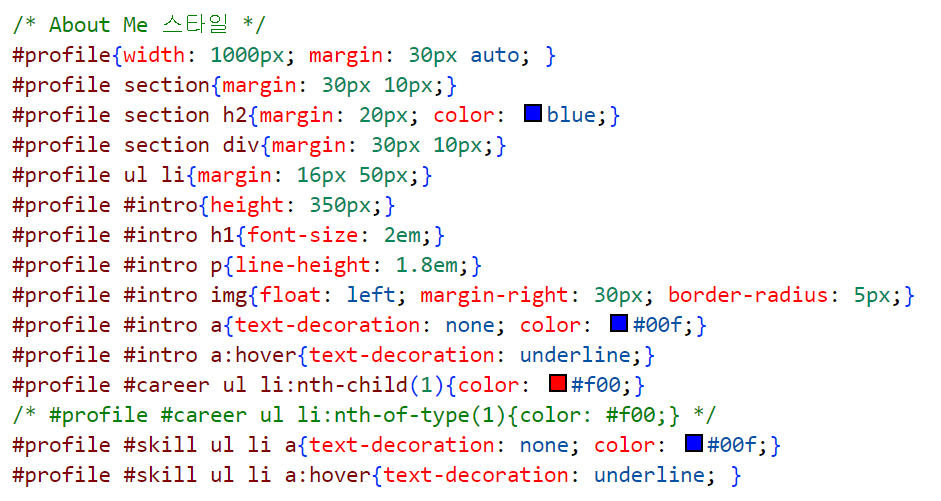 /* About Me 스타일 */
#profile{width: 1000px; margin: 30px auto; }
#profile section{margin: 30px 10px;}
#profile section h2{margin: 20px; color: blue;}
#profile section div{margin: 30px 10px;}
#profile ul li{margin: 16px 50px;}
#profile #intro{height: 350px;}
#profile #intro h1{font-size: 2em;}
#profile #intro p{line-height: 1.8em;}
#profile #intro img{float: left; margin-right: 30px; border-radius: 5px;}
#profile #intro a{text-decoration: none; color: #00f;}
#profile #intro a:hover{text-decoration: underline;}
#profile #career ul li:nth-child(1){color: #f00;}
/* #profile #career ul li:nth-of-type(1){color: #f00;} */
#profile #skill ul li a{text-decoration: none; color: #00f;}
#profile #skill ul li a:hover{text-decoration: underline; }